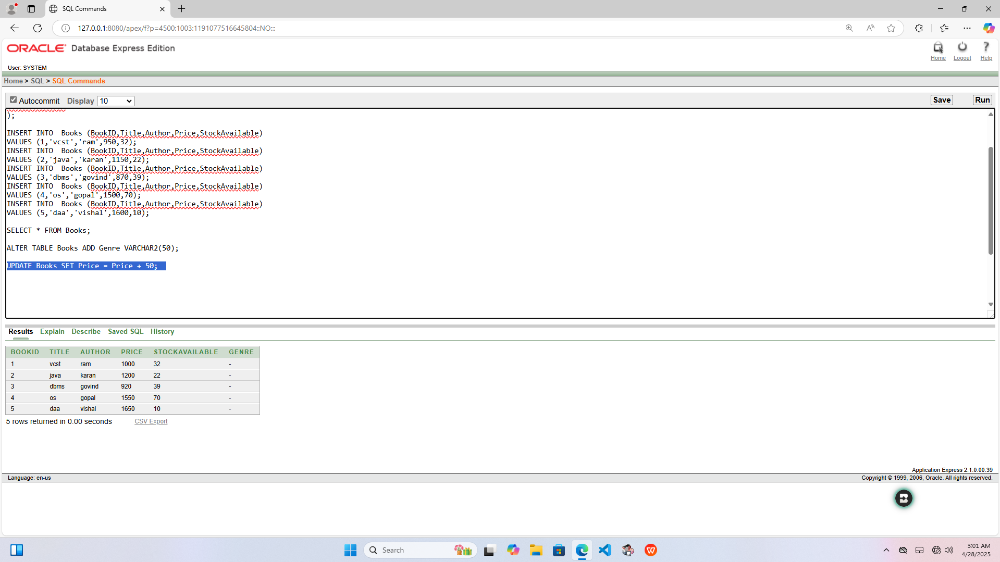 SQL Commands
127.0.0.1:8080/apex/f?p=4500:1003:1191077516645804::NO:::
ORACLE Database Express Edition
Home Logout Help
User: SYSTEM
Home > SQL > SQL Commands
Autocommit Display 10 Save Run
);
INSERT INTO  Books (BookID,Title,Author,Price,StockAvailable)
VALUES (1,'vcst','ram',950,32);
INSERT INTO  Books (BookID,Title,Author,Price,StockAvailable)
VALUES (2,'java','karan',1150,22);
INSERT INTO  Books (BookID,Title,Author,Price,StockAvailable)
VALUES (3,'dbms','govind',870,39);
INSERT INTO  Books (BookID,Title,Author,Price,StockAvailable)
VALUES (4,'os','gopal',1500,70);
INSERT INTO  Books (BookID,Title,Author,Price,StockAvailable)
VALUES (5,'daa','vishal',1600,10);
SELECT * FROM Books;
ALTER TABLE Books ADD Genre VARCHAR2(50);
UPDATE Books SET Price = Price + 50;
Results Explain Describe Saved SQL History
BOOKID TITLE AUTHOR PRICE STOCKAVAILABLE GENRE
1 vcst ram 1000 32 -
2 java karan 1200 22 -
3 dbms govind 920 39 -
4 os gopal 1550 70 -
5 daa vishal 1650 10 -
5 rows returned in 0.00 seconds CSV Export
Application Express 2.1.0.00.39
Language: en-us Copyright © 1999, 2006, Oracle. All rights reserved.
Search
3:01 AM
4/28/2025